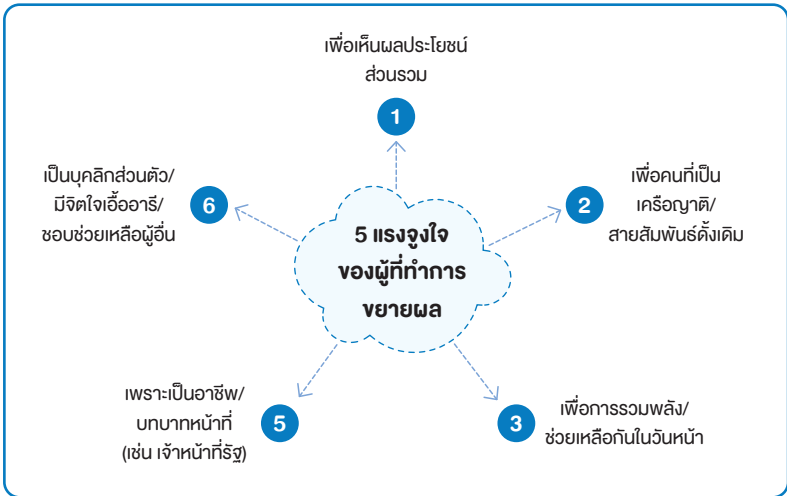 เพื่อเห็นผลประโยชน์
ส่วนรวม
1
เพื่อคนที่เป็น
เครือญาติ/
สายสัมพันธ์ดั้งเดิม
2
เพื่อการรวมพลัง/
ช่วยเหลือกันในวันหน้า
3
เพราะเป็นอาชีพ/
บทบาทหน้าที่
(เช่น เจ้าหน้าที่รัฐ)
5
เป็นบุคลิกส่วนตัว/
มีจิตใจเอื้ออารี/
ชอบช่วยเหลือผู้อื่น
6
5 แรงจูงใจ
ของผู้ที่ทำการ
ขยายผล